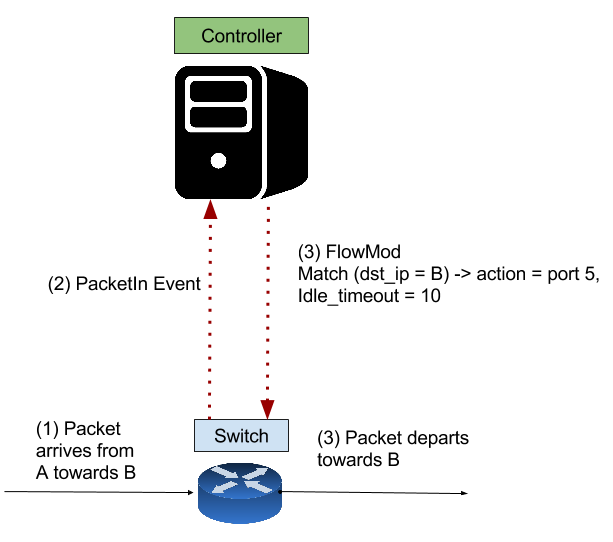 Controller
(2) PacketIn Event
(3) FlowMod
Match (dst_ip = B) -> action = port 5,
Idle_timeout = 10
(1) Packet
arrives from
A towards B
Switch
(3) Packet departs
towards B